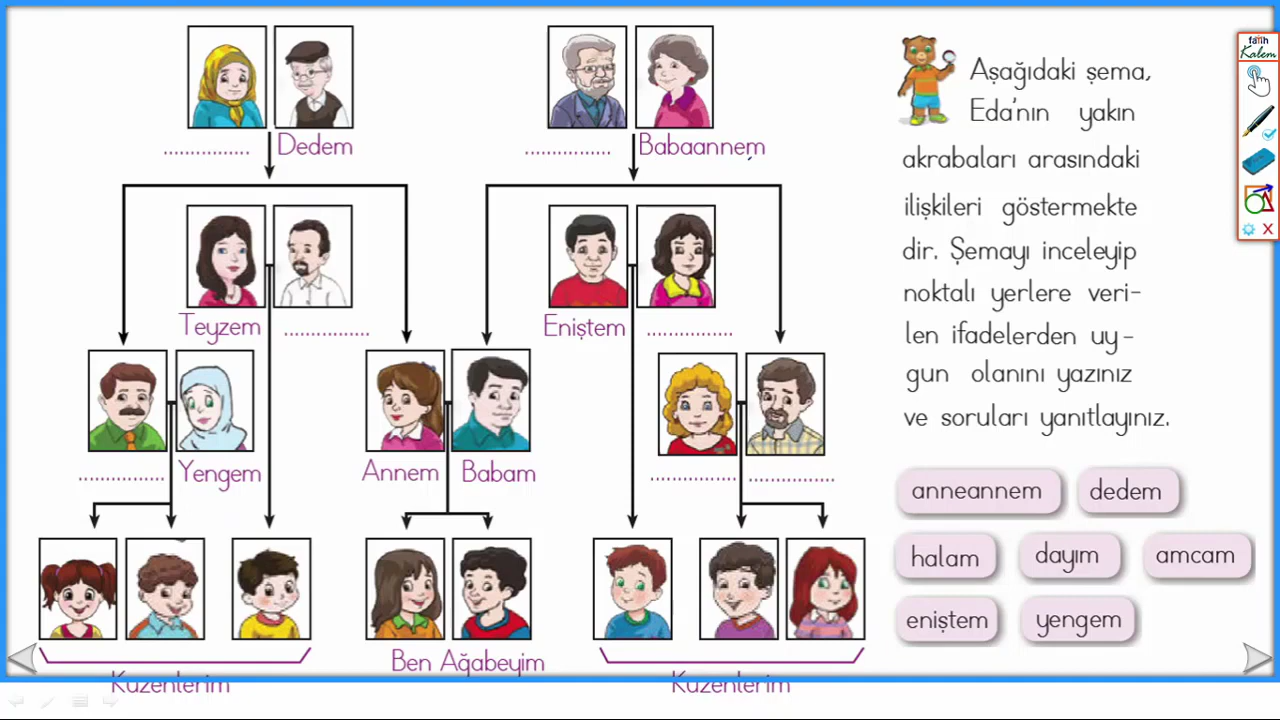 ............... Dedem
............... Babaannem
Teyzem ...............
Eniştem ...............
............... Yengem
Annem Babam
............... ...............
Ben Ağabeyim
Kuzenlerim
Kuzenlerim
Aşağıdaki şema,
Eda'nın yakın
akrabaları arasındaki
ilişkileri göstermekte
dir. Şemayı inceleyip
noktalı yerlere veri-
len ifadelerden uy-
gun olanını yazınız
ve soruları yanıtlayınız.
anneannem dedem
halam dayım amcam
eniştem yengem
fatih
Kalem